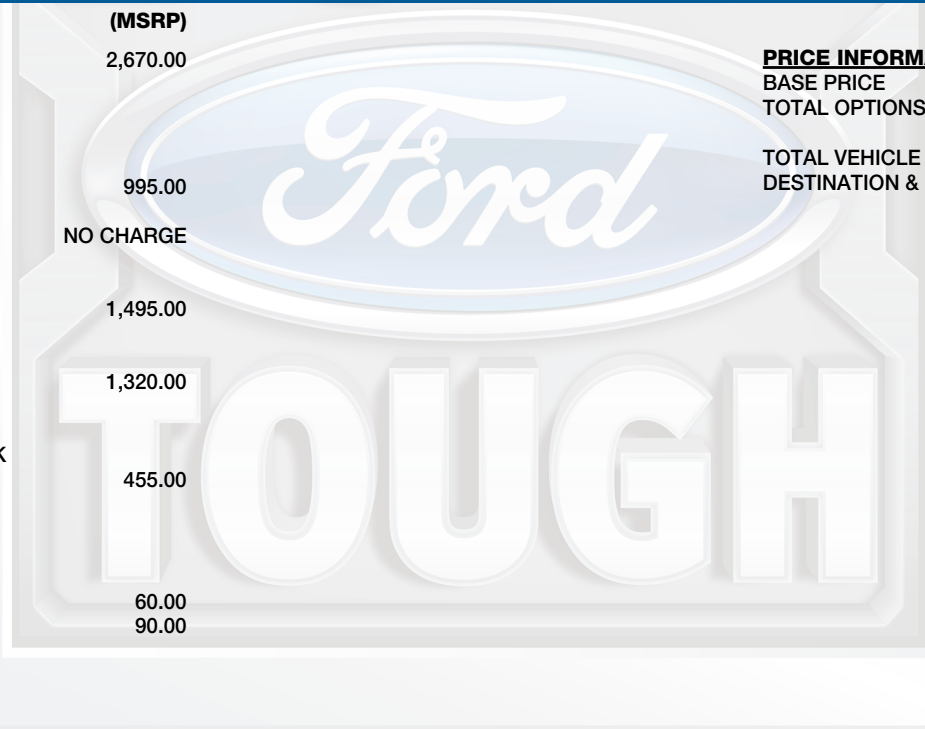 (MSRP)
2,670.00
995.00
NO CHARGE
1,495.00
1,320.00
K
455.00
60.00
90.00
PRICE INFORMA
BASE PRICE
TOTAL OPTIONS
TOTAL VEHICLE
DESTINATION &
Ford
TOUGH